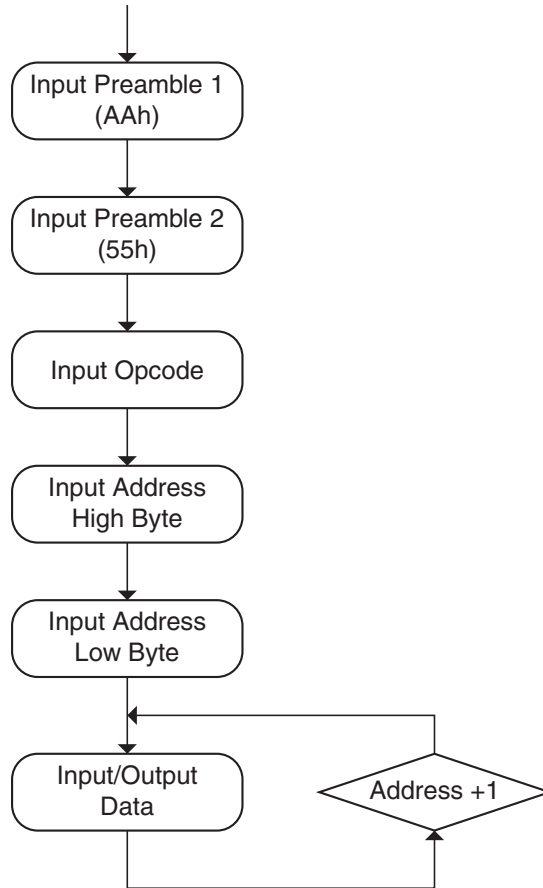 Input Preamble 1
(AAh)
Input Preamble 2
(55h)
Input Opcode
Input Address
High Byte
Input Address
Low Byte
Input/Output
Data
Address +1